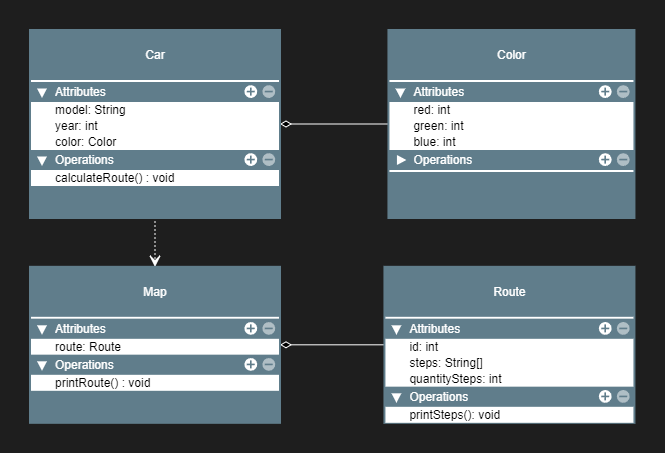 Car
Attributes
model: String
year: int
color: Color
Operations
calculateRoute() : void
Color
Attributes
red: int
green: int
blue: int
Operations
Map
Attributes
route: Route
Operations
printRoute() : void
Route
Attributes
id: int
steps: String[]
quantitySteps: int
Operations
printSteps(): void